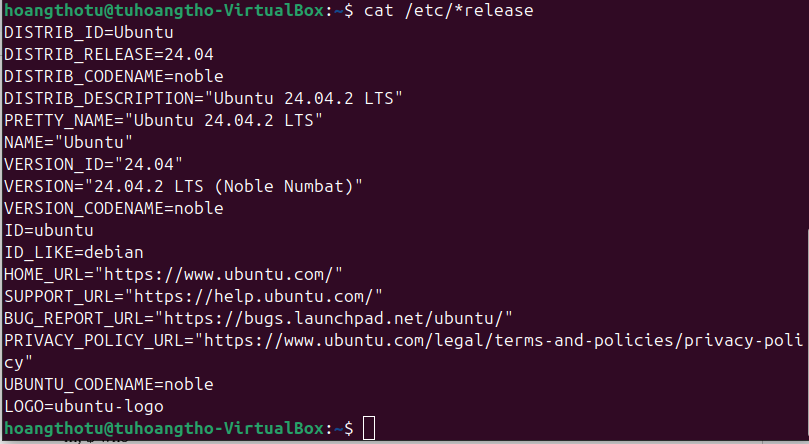 hoangthotu@tuhoangtho-VirtualBox:~$ cat /etc/*release
DISTRIB_ID=Ubuntu
DISTRIB_RELEASE=24.04
DISTRIB_CODENAME=noble
DISTRIB_DESCRIPTION="Ubuntu 24.04.2 LTS"
PRETTY_NAME="Ubuntu 24.04.2 LTS"
NAME="Ubuntu"
VERSION_ID="24.04"
VERSION="24.04.2 LTS (Noble Numbat)"
VERSION_CODENAME=noble
ID=ubuntu
ID_LIKE=debian
HOME_URL="https://www.ubuntu.com/"
SUPPORT_URL="https://help.ubuntu.com/"
BUG_REPORT_URL="https://bugs.launchpad.net/ubuntu/"
PRIVACY_POLICY_URL="https://www.ubuntu.com/legal/terms-and-policies/privacy-poli
cy"
UBUNTU_CODENAME=noble
LOGO=ubuntu-logo
hoangthotu@tuhoangtho-VirtualBox:~$